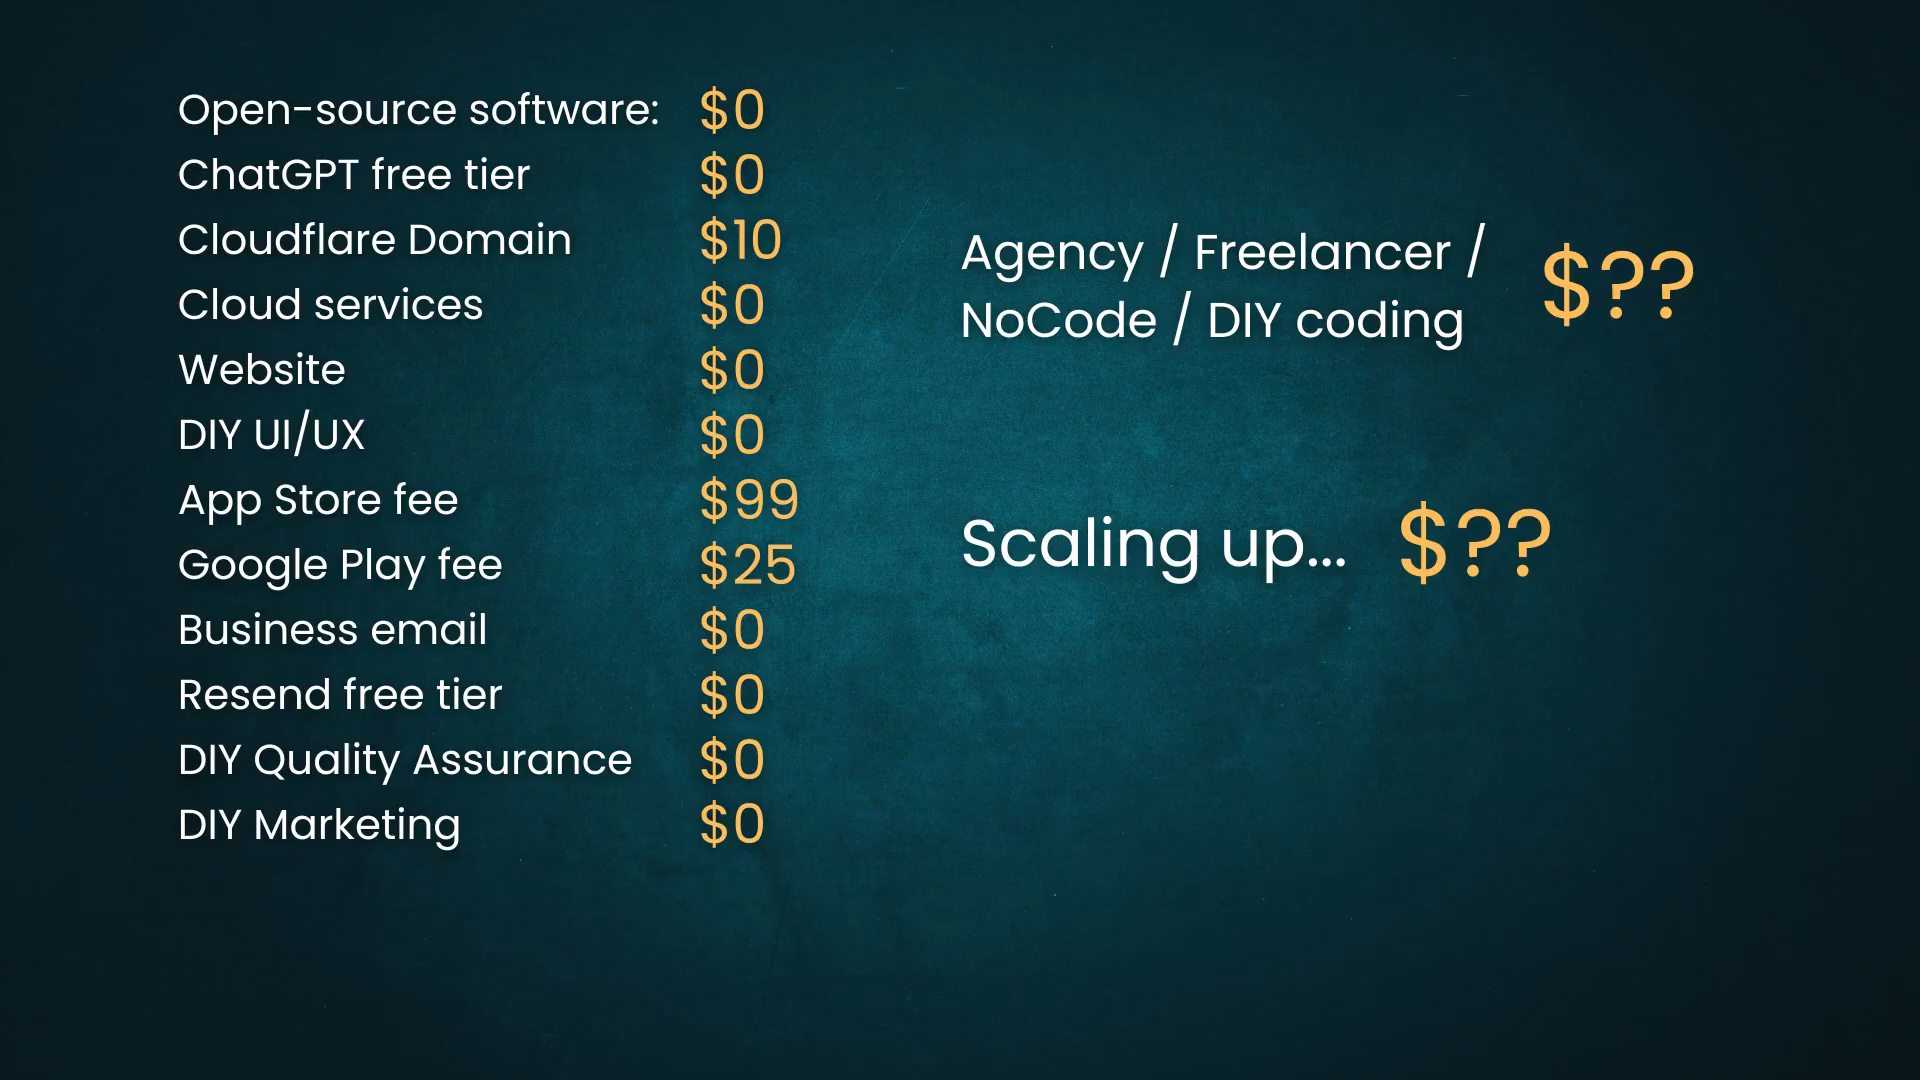 Open-source software: $0
ChatGPT free tier $0
Cloudflare Domain $10
Cloud services $0
Website $0
DIY UI/UX $0
App Store fee $99
Google Play fee $25
Business email $0
Resend free tier $0
DIY Quality Assurance $0
DIY Marketing $0
Agency / Freelancer /
NoCode / DIY coding $??
Scaling up... $??